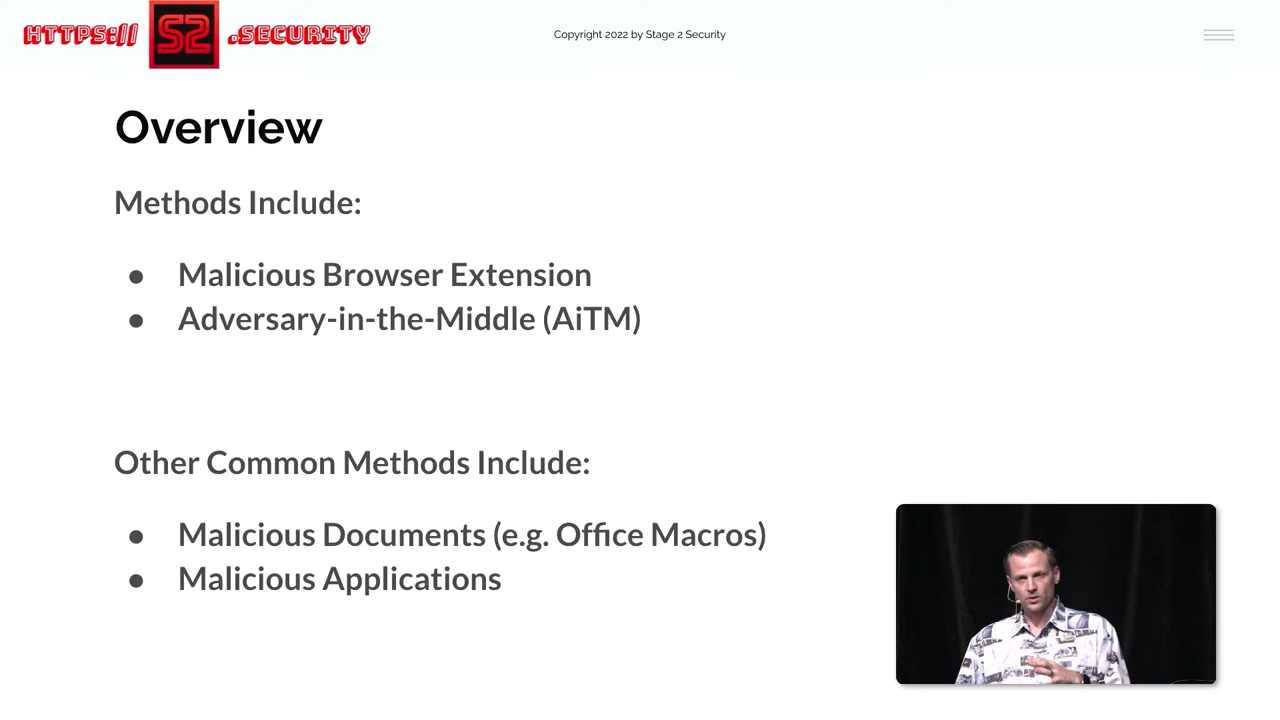 HTTPS:// S2 .SECURITY
Copyright 2022 by Stage 2 Security
Overview
Methods Include:
● Malicious Browser Extension
● Adversary-in-the-Middle (AiTM)
Other Common Methods Include:
● Malicious Documents (e.g. Office Macros)
● Malicious Applications